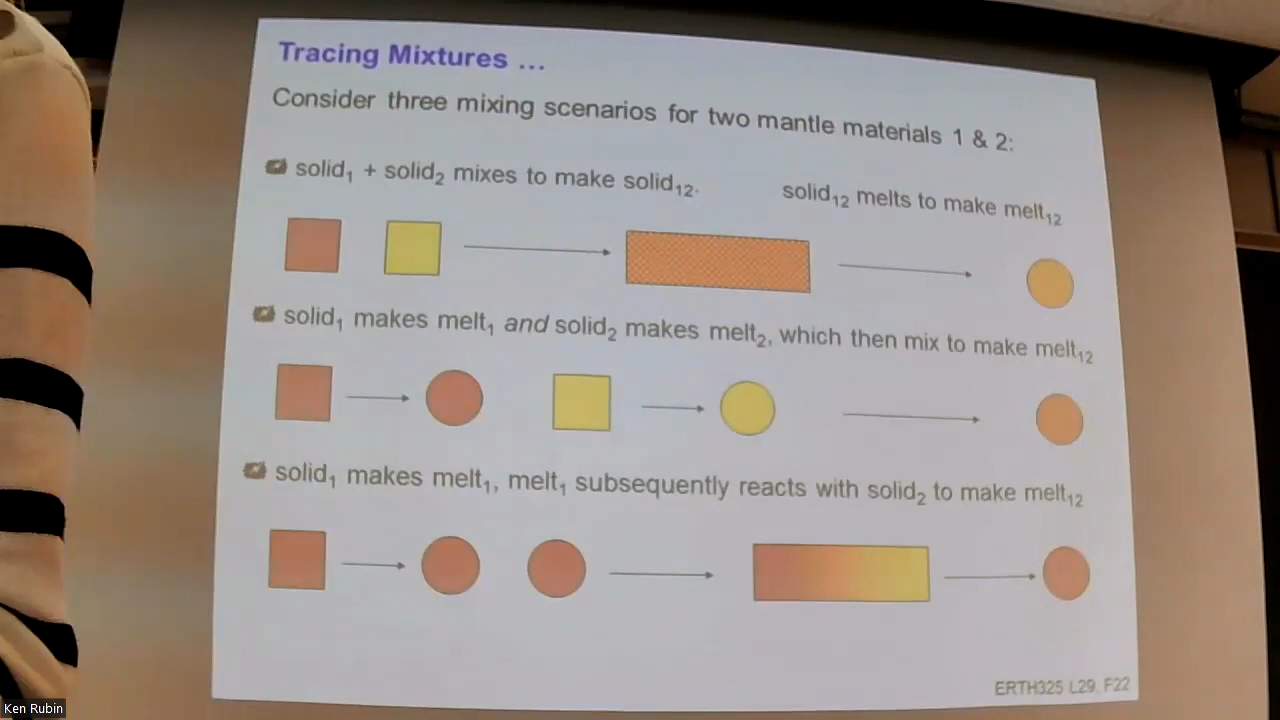 Tracing Mixtures ...
Consider three mixing scenarios for two mantle materials 1 & 2:
solid₁ + solid₂ mixes to make solid₁₂.
solid₁₂ melts to make melt₁₂
solid₁ makes melt₁ and solid₂ makes melt₂, which then mix to make melt₁₂
solid₁ makes melt₁, melt₁ subsequently reacts with solid₂ to make melt₁₂
ERTH325 L29, F22
Ken Rubin